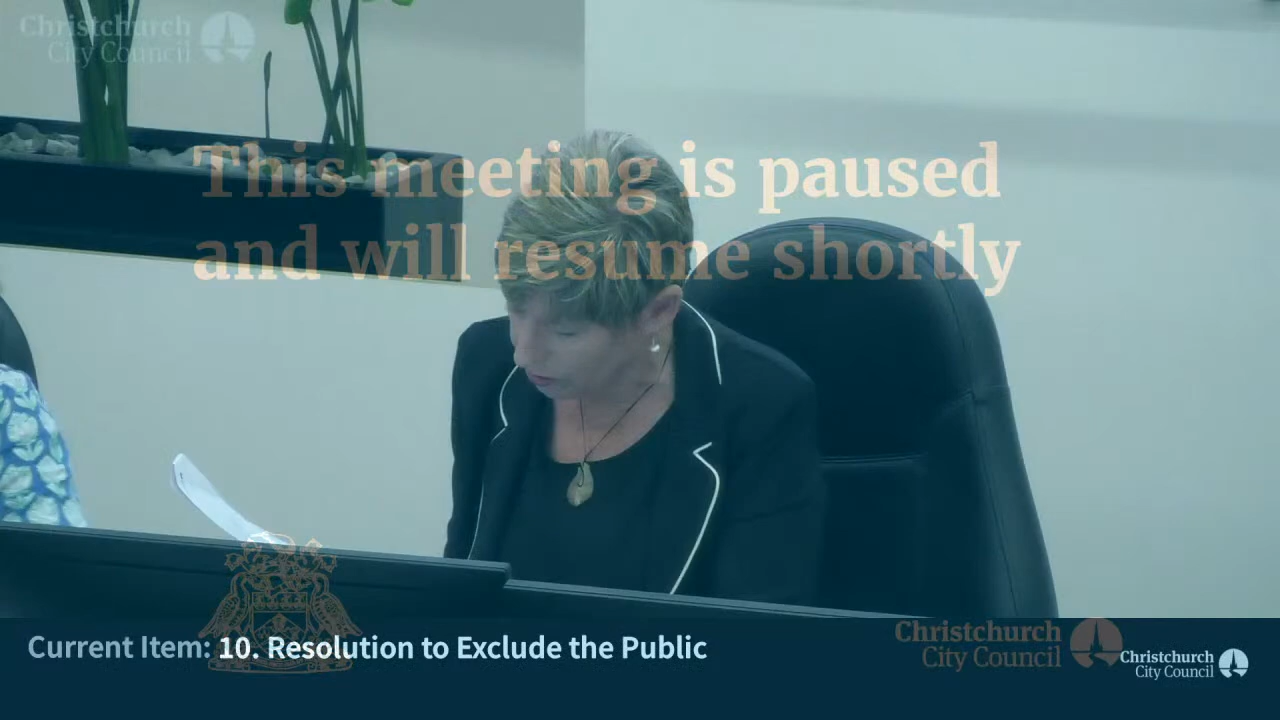 Christchurch
City Council
This meeting is paused
and will resume shortly
Current Item: 10. Resolution to Exclude the Public
Christchurch
City Council
Christchurch
City Council